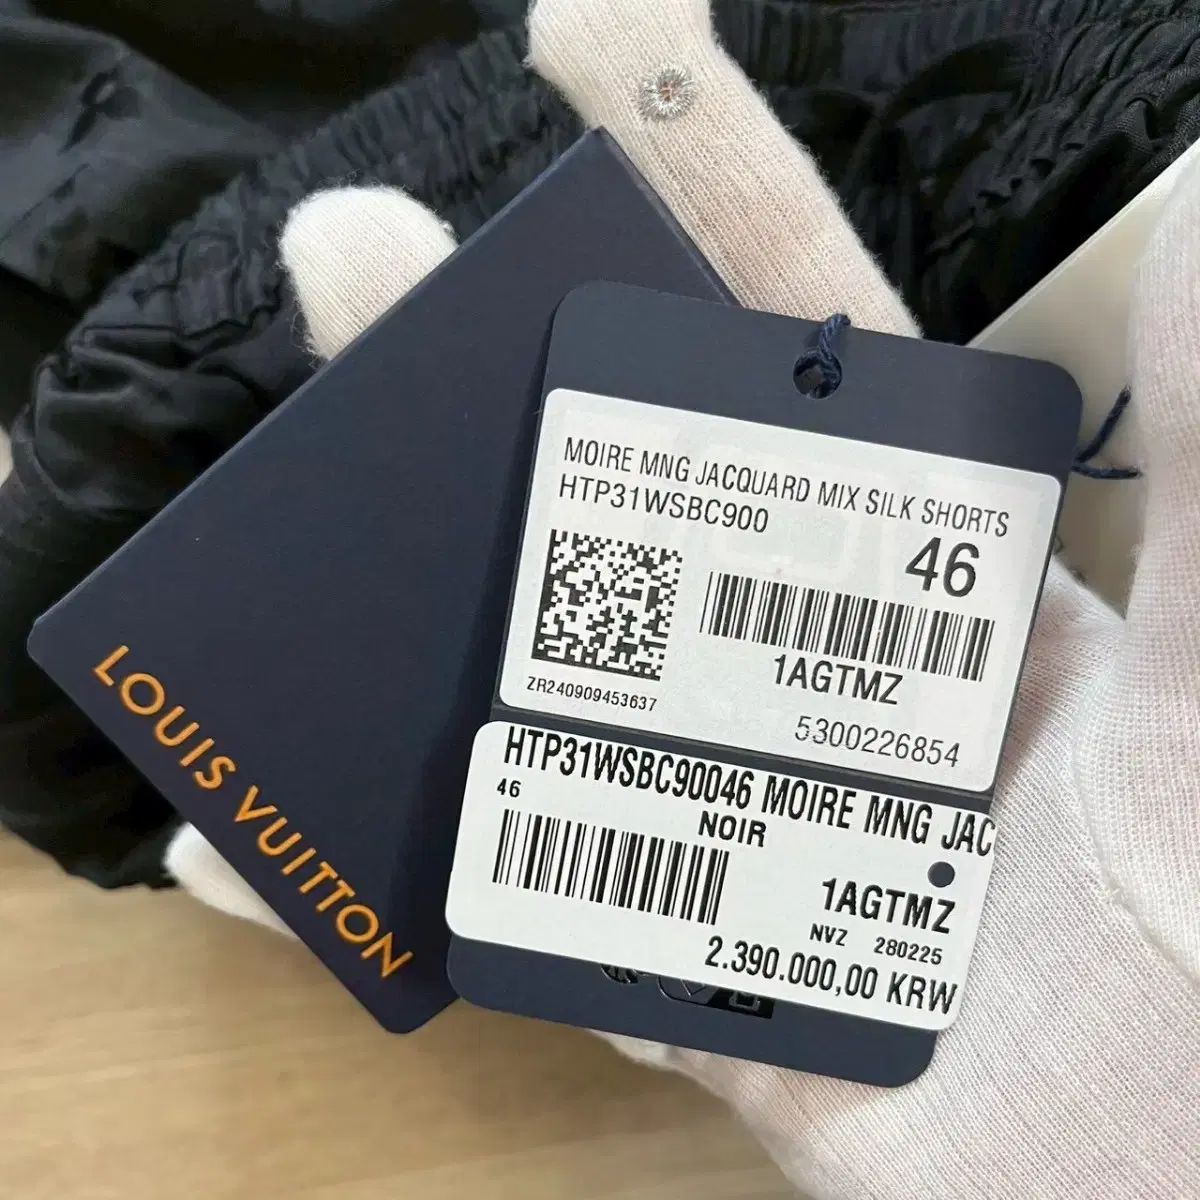 LOUIS VUITTON
MOIRE MNG JACQUARD MIX SILK SHORTS
HTP31WSBC900
46
1AGTMZ
ZR240909453637
5300226854
HTP31WSBC90046 MOIRE MNG JAC
46
NOIR
1AGTMZ
NVZ 280225
2.390.000,00 KRW